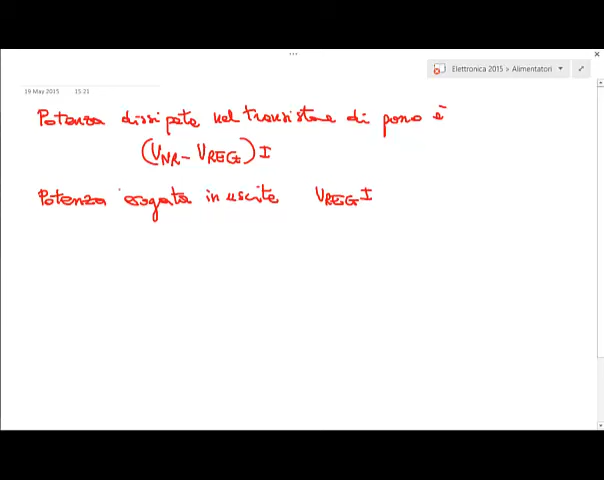 Elettronica 2015 » Alimentatori
19 May 2015 15:21
Potenza dissipata nel transistore di passo è
(VNR - VREG) I
Potenza erogata in uscita VREG I